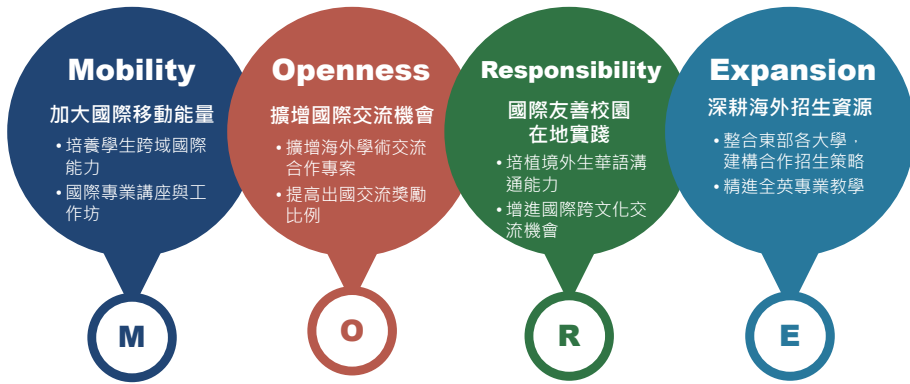 Mobility
加大國際移動能量
• 培養學生跨域國際
能力
• 國際專業講座與工
作坊
M
Openness
擴增國際交流機會
• 擴增海外學術交流
合作專案
• 提高出國交流獎勵
比例
O
Responsibility
國際友善校園
在地實踐
• 培植境外生華語溝
通能力
• 增進國際跨文化交
流機會
R
Expansion
深耕海外招生資源
• 整合東部各大學，
建構合作招生策略
• 精進全英專業教學
E